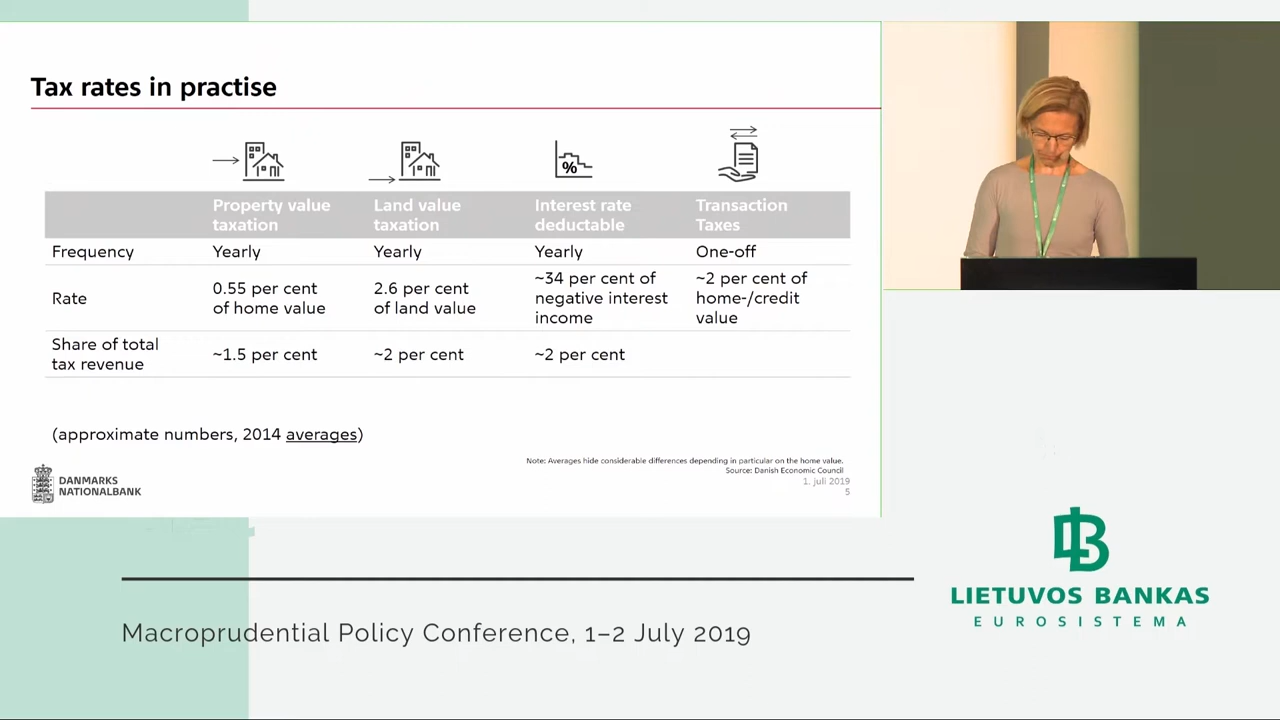 Tax rates in practise
%
Property value taxation
Land value taxation
Interest rate deductable
Transaction Taxes
Frequency
Yearly
Yearly
Yearly
One-off
Rate
0.55 per cent of home value
2.6 per cent of land value
~34 per cent of negative interest income
~2 per cent of home-/credit value
Share of total tax revenue
~1.5 per cent
~2 per cent
~2 per cent
(approximate numbers, 2014 averages)
Note: Averages hide considerable differences depending in particular on the home value.
Source: Danish Economic Council
1. juli 2019
5
DANMARKS
NATIONALBANK
LIETUVOS BANKAS
EUROSISTEMA
Macroprudential Policy Conference, 1–2 July 2019